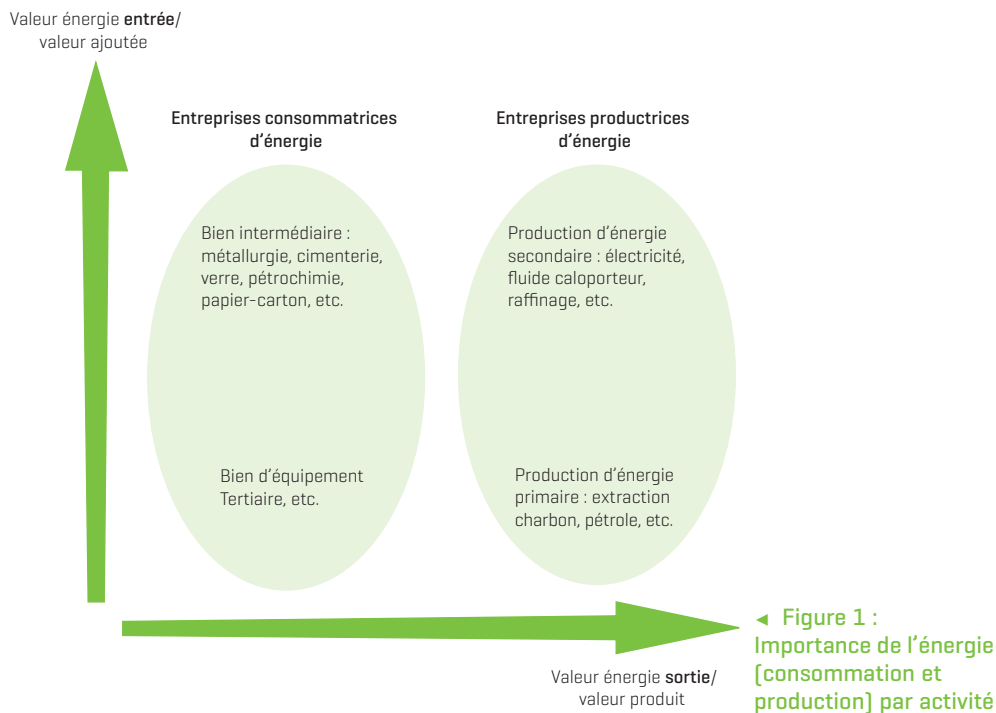 Valeur énergie entrée/
valeur ajoutée
Entreprises consommatrices
d’énergie
Entreprises productrices
d’énergie
Bien intermédiaire :
métallurgie, cimenterie,
verre, pétrochimie,
papier-carton, etc.
Production d’énergie
secondaire : électricité,
fluide caloporteur,
raffinage, etc.
Bien d’équipement
Tertiaire, etc.
Production d’énergie
primaire : extraction
charbon, pétrole, etc.
Valeur énergie sortie/
valeur produit
◄ Figure 1 :
Importance de l’énergie
(consommation et
production) par activité